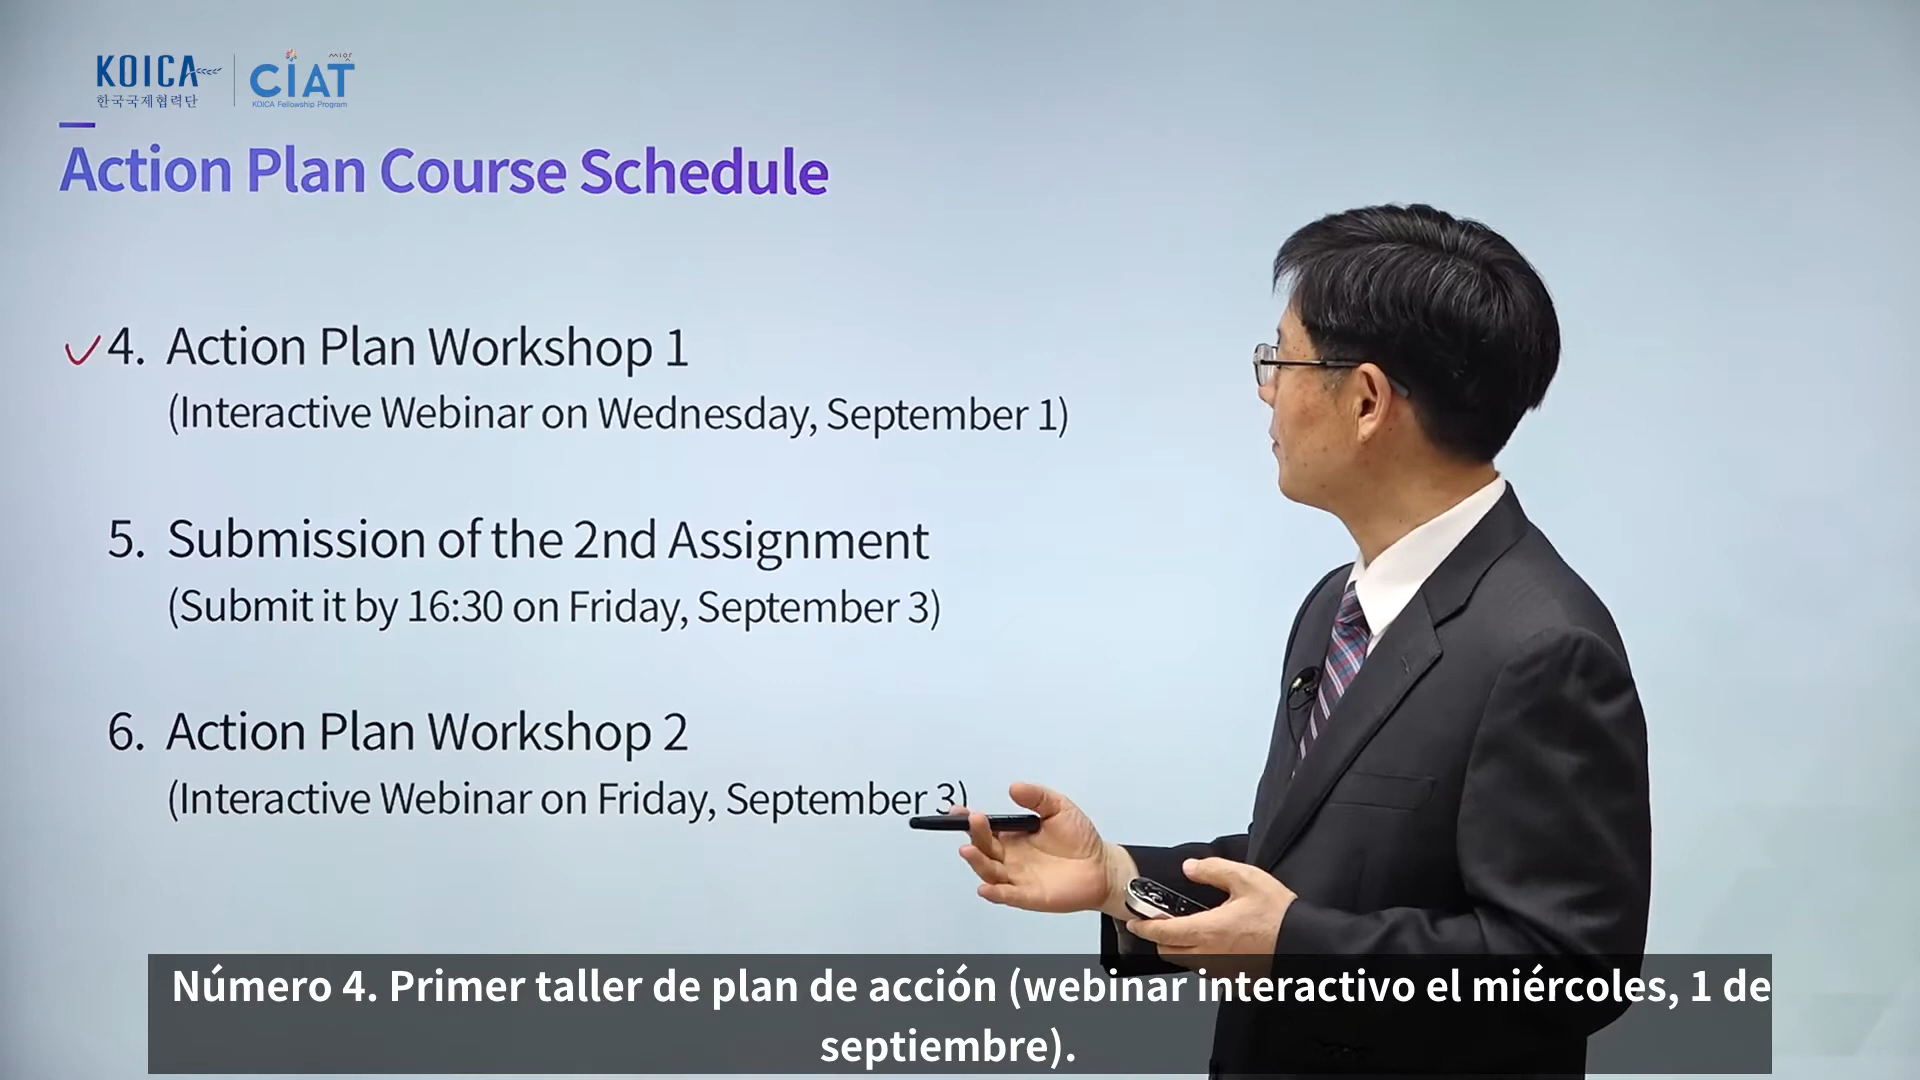 KOICA
한국국제협력단
씨앗
CIAT
KOICA Fellowship Program
Action Plan Course Schedule
4. Action Plan Workshop 1
(Interactive Webinar on Wednesday, September 1)
5. Submission of the 2nd Assignment
(Submit it by 16:30 on Friday, September 3)
6. Action Plan Workshop 2
(Interactive Webinar on Friday, September 3)
Número 4. Primer taller de plan de acción (webinar interactivo el miércoles, 1 de
septiembre).